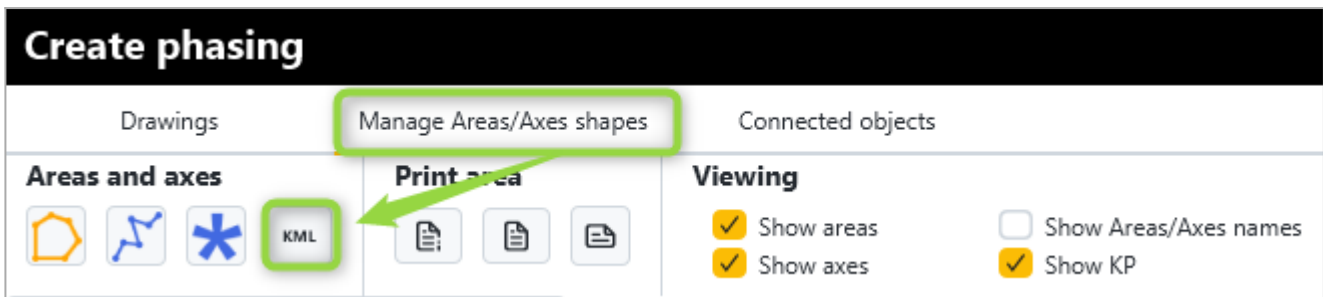 Create phasing
Drawings
Manage Areas/Axes shapes
Connected objects
Areas and axes
KML
Print area
Viewing
Show areas
Show Areas/Axes names
Show axes
Show KP